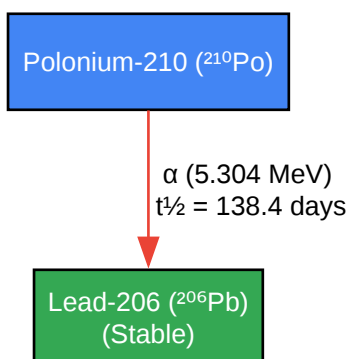 Polonium-210 (²¹⁰Po)
α (5.304 MeV)
t½ = 138.4 days
Lead-206 (²⁰⁶Pb)
(Stable)